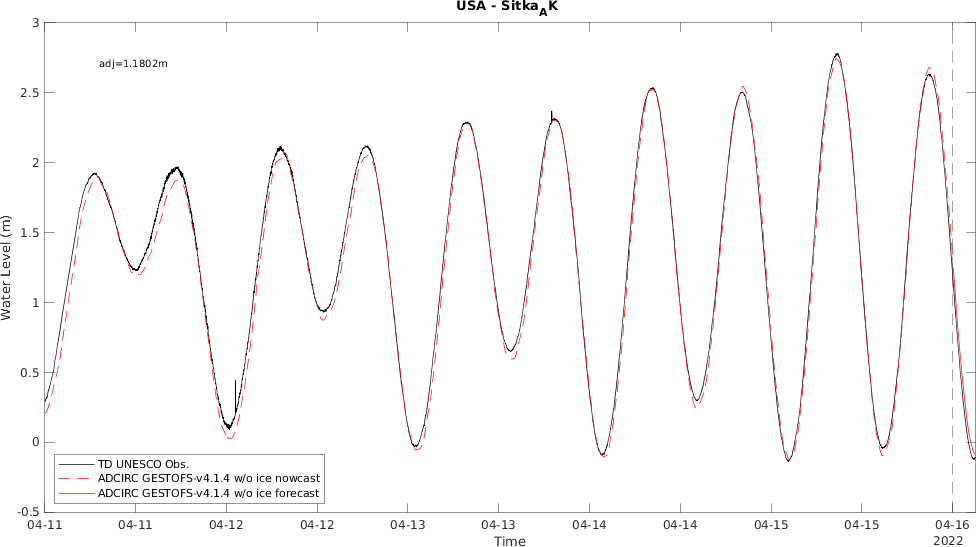 USA - Sitka_AK
adj=1.1802m
3
2.5
2
1.5
1
0.5
0
-0.5
Water Level (m)
TD UNESCO Obs.
ADCIRC GESTOFS-v4.1.4 w/o ice nowcast
ADCIRC GESTOFS-v4.1.4 w/o ice forecast
04-11 04-11 04-12 04-12 04-13 04-13 04-14 04-14 04-15 04-15 04-16
Time
2022